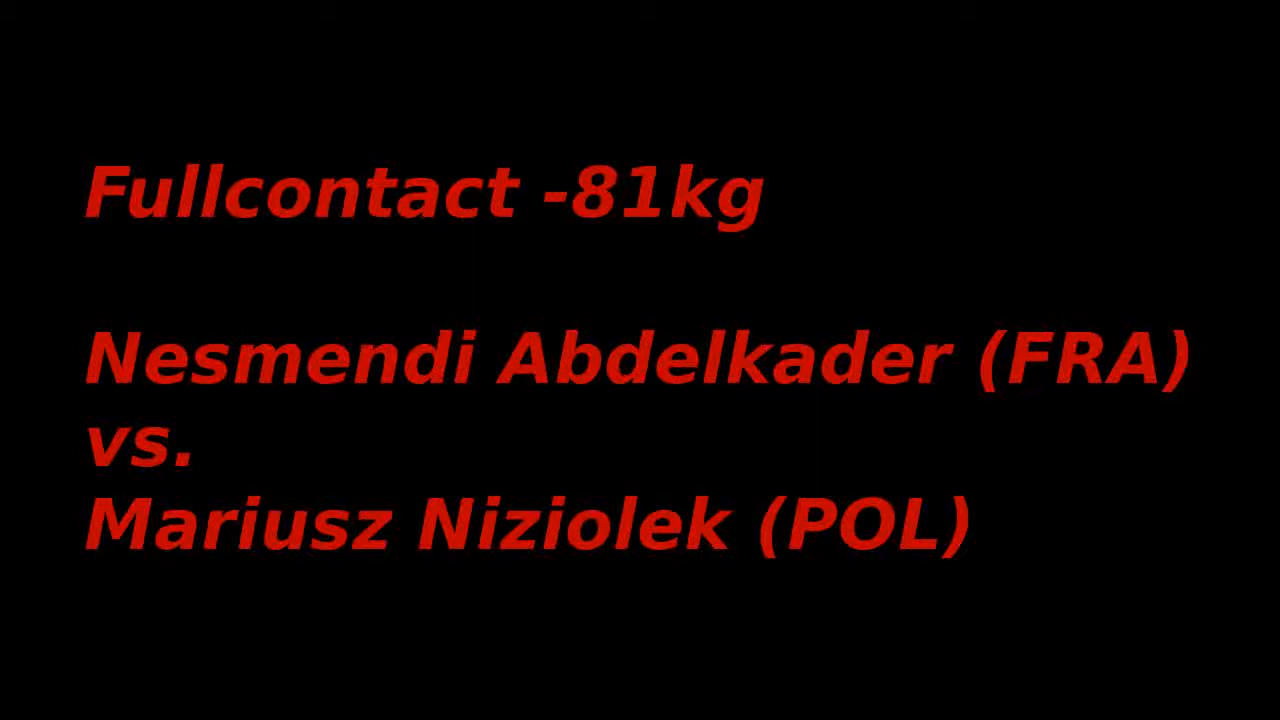 Fullcontact -81kg
Nesmendi Abdelkader (FRA)
vs.
Mariusz Niziolek (POL)